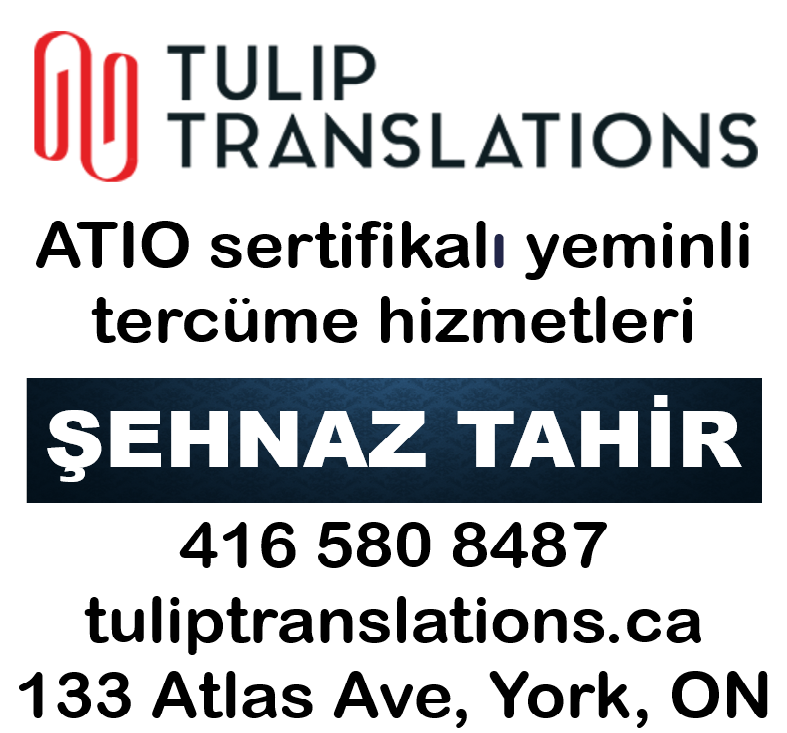 TULIP
TRANSLATIONS
ATIO sertifikalı yeminli
tercüme hizmetleri
ŞEHNAZ TAHİR
416 580 8487
tuliptranslations.ca
133 Atlas Ave, York, ON